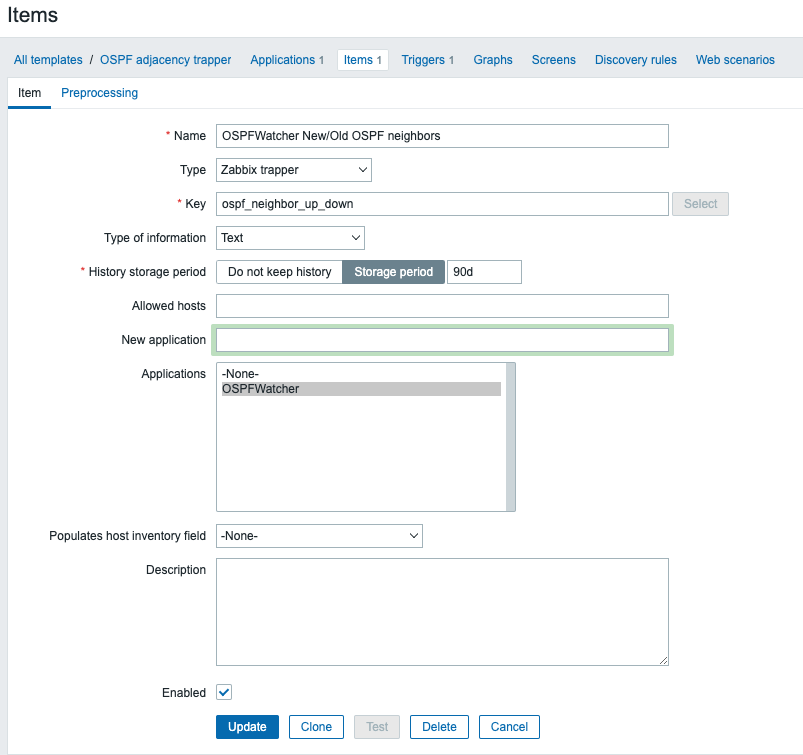 Items
All templates / OSPF adjacency trapper Applications 1 Items 1 Triggers 1 Graphs Screens Discovery rules Web scenarios
Item Preprocessing
* Name OSPFWatcher New/Old OSPF neighbors
Type Zabbix trapper
* Key ospf_neighbor_up_down Select
Type of information Text
* History storage period Do not keep history Storage period 90d
Allowed hosts
New application
Applications -None-
OSPFWatcher
Populates host inventory field -None-
Description
Enabled
Update Clone Test Delete Cancel